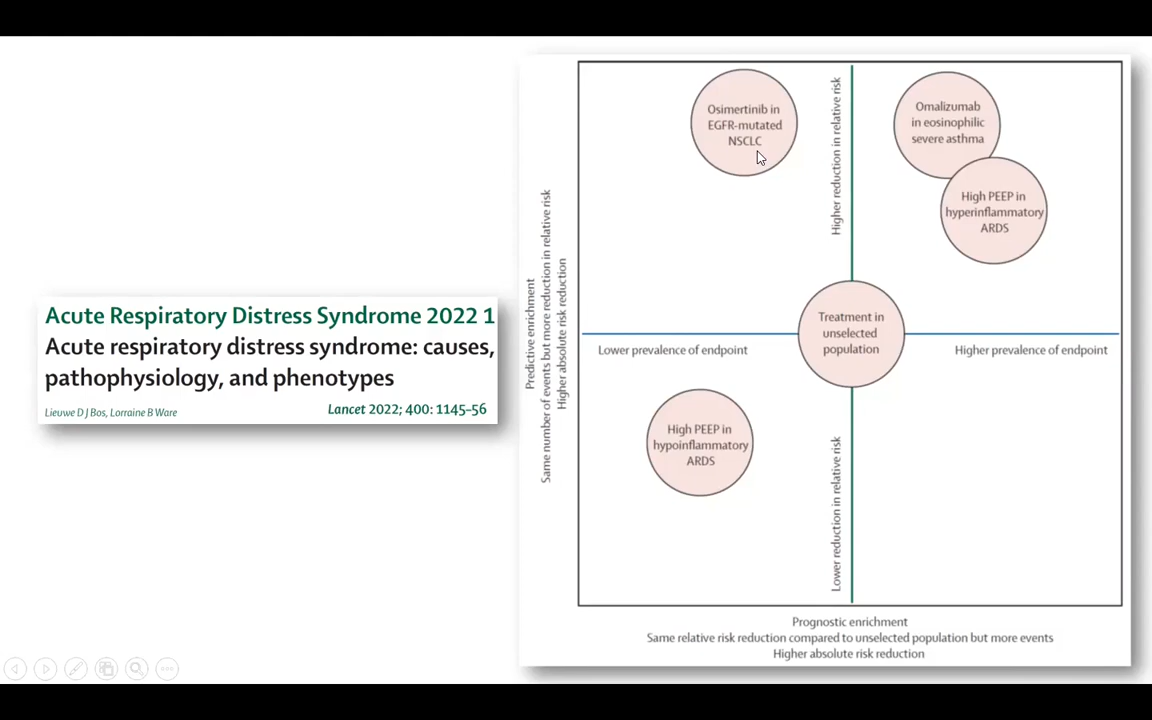 Acute Respiratory Distress Syndrome 2022 1
Acute respiratory distress syndrome: causes,
pathophysiology, and phenotypes
Lieuwe D J Bos, Lorraine B Ware
Lancet 2022; 400: 1145–56
Predictive enrichment
Same number of events but more reduction in relative risk
Higher absolute risk reduction
Osimertinib in
EGFR-mutated
NSCLC
Higher reduction in relative risk
Omalizumab
in eosinophilic
severe asthma
High PEEP in
hyperinflammatory
ARDS
Treatment in
unselected
population
Lower prevalence of endpoint
Higher prevalence of endpoint
High PEEP in
hypoinflammatory
ARDS
Lower reduction in relative risk
Prognostic enrichment
Same relative risk reduction compared to unselected population but more events
Higher absolute risk reduction